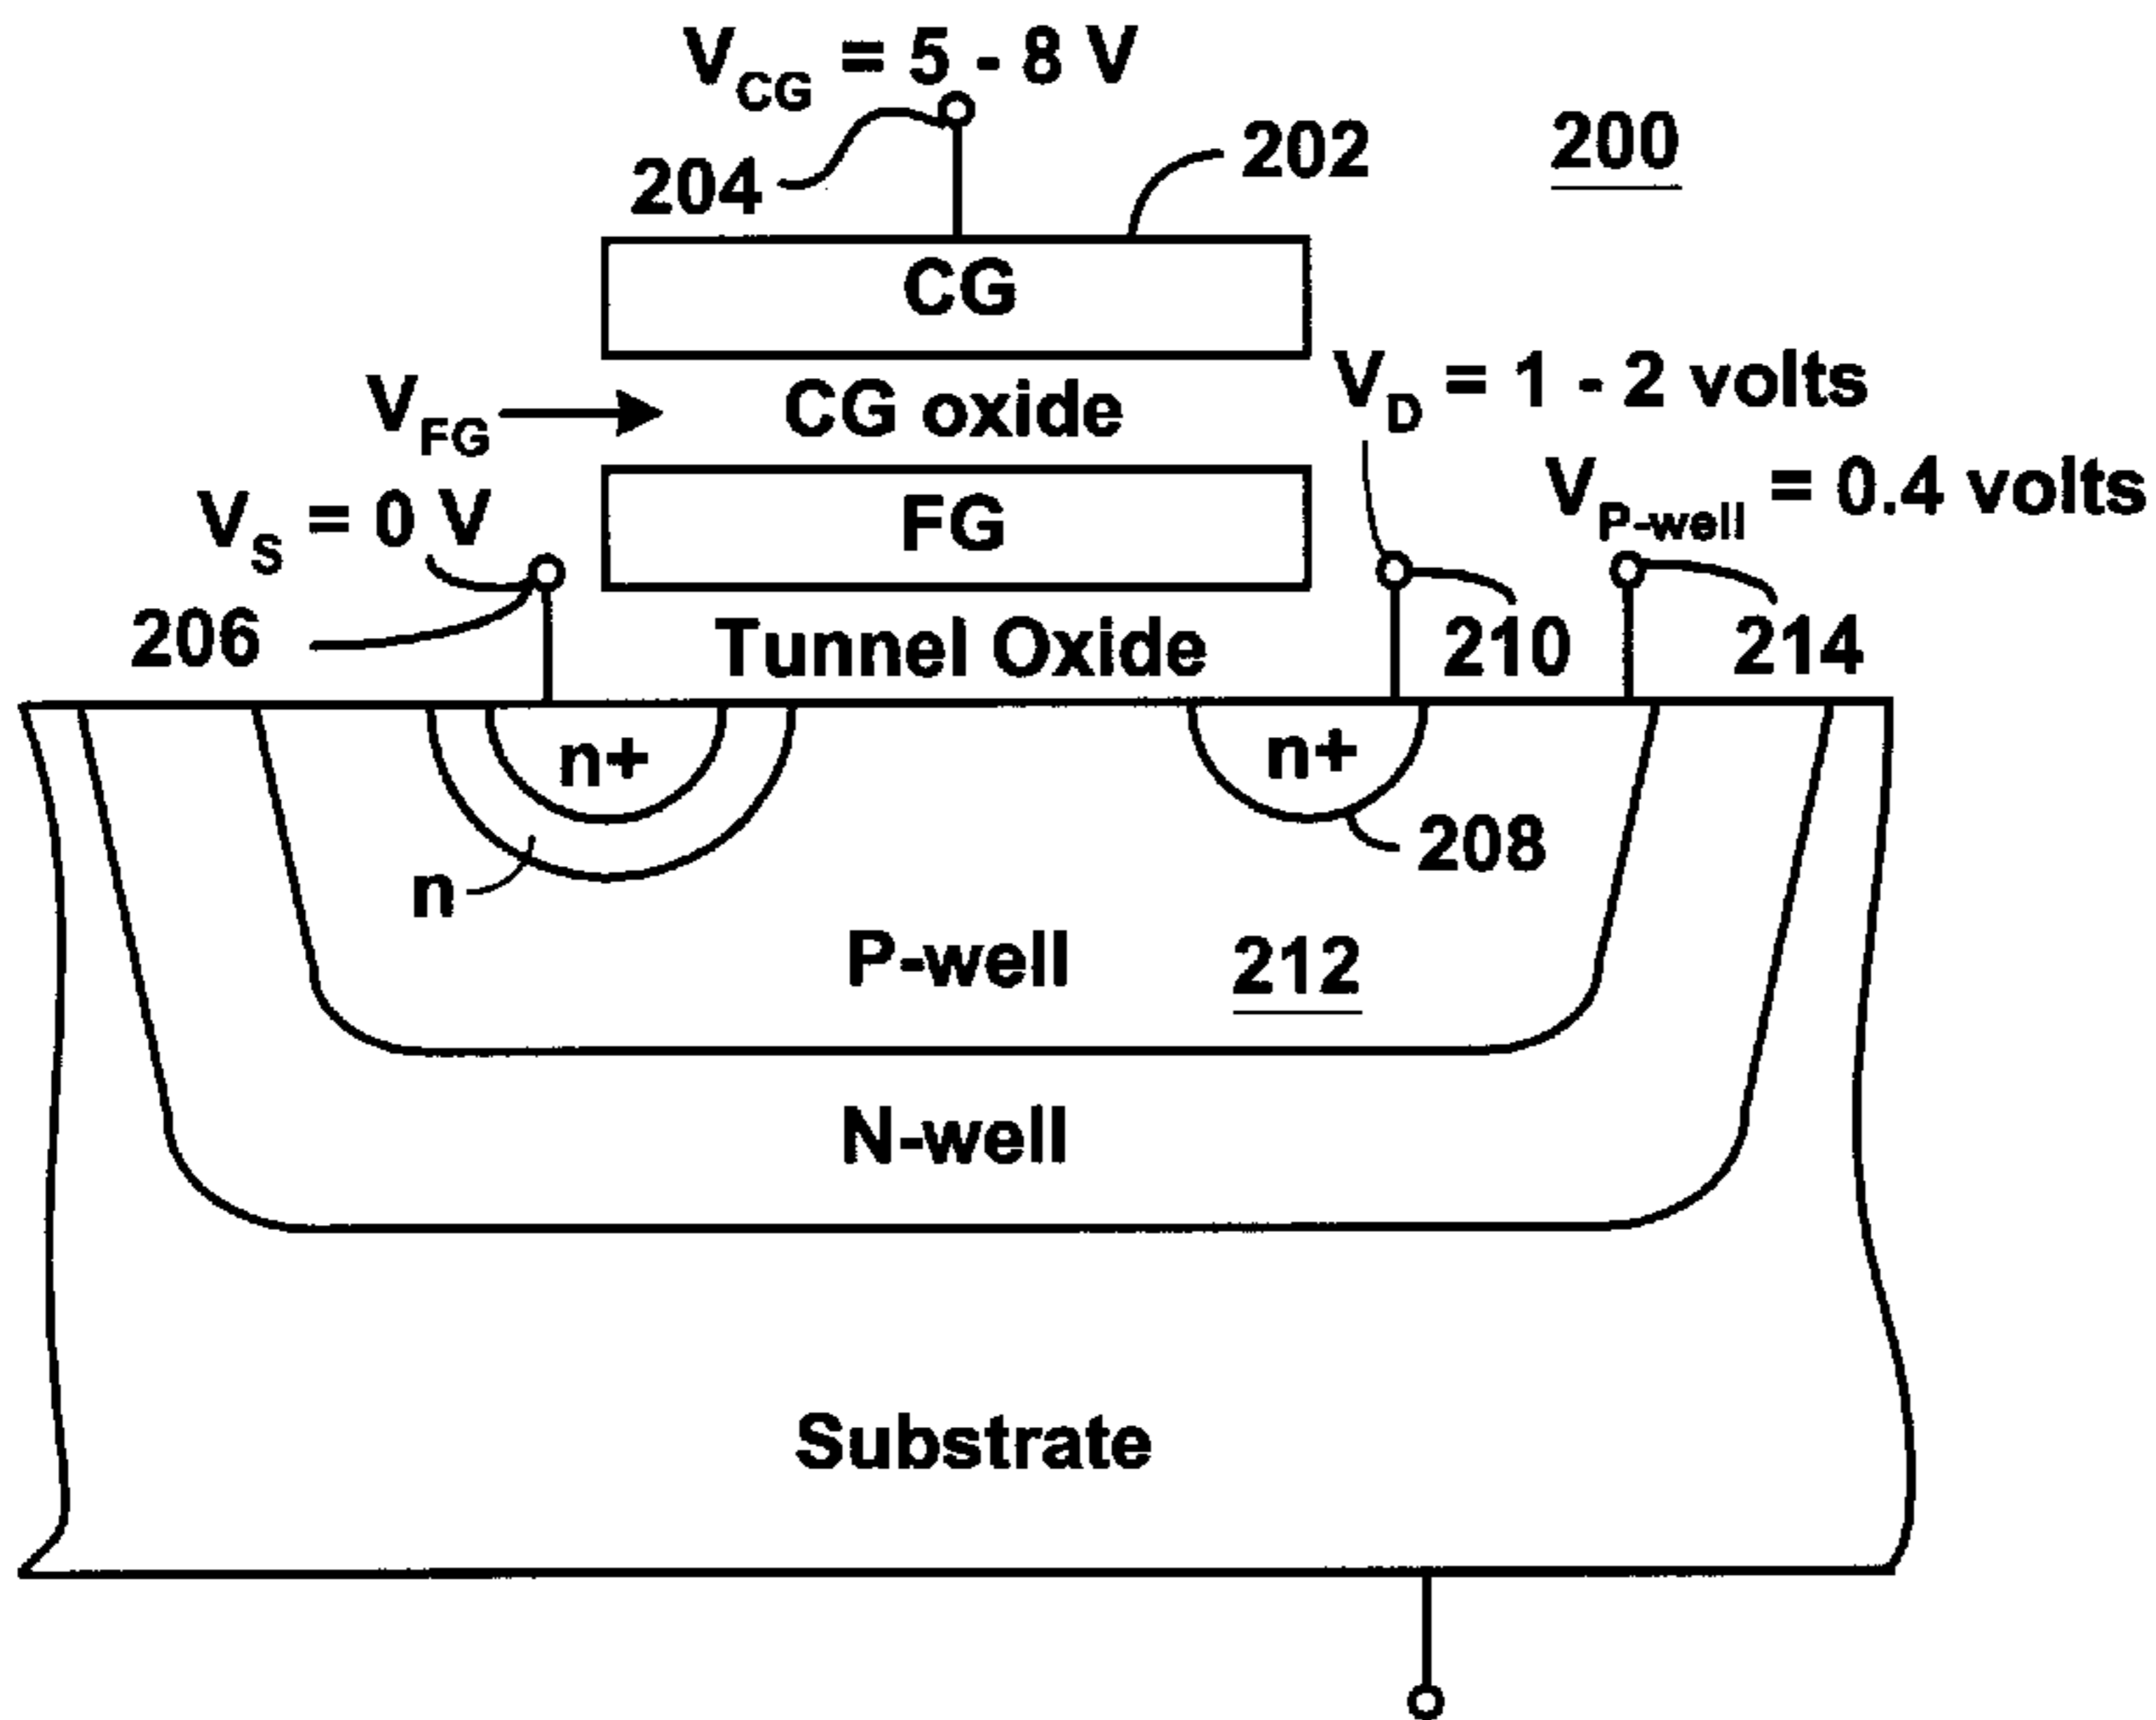 V_CG = 5 - 8 V
200
202
204
CG
V_D = 1 - 2 volts
V_FG
CG oxide
V_P-well = 0.4 volts
V_S = 0 V
FG
206
Tunnel Oxide
210
214
n+
n+
208
n
P-well
212
N-well
Substrate